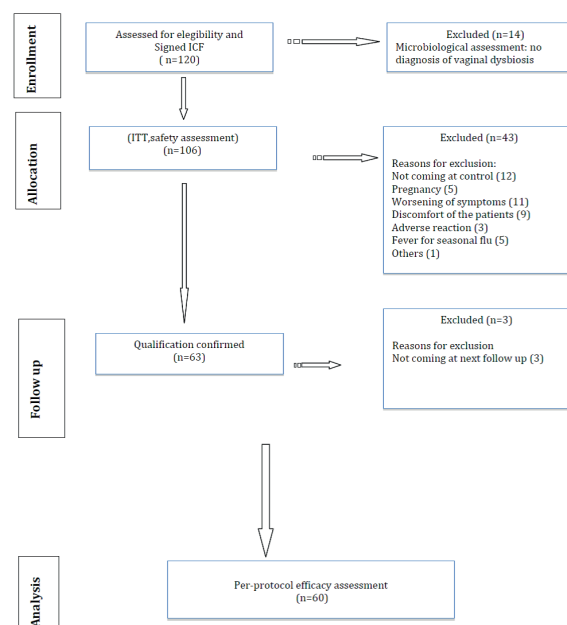 Enrollment
Assessed for elegibility and
Signed ICF
( n=120)
Excluded (n=14)
Microbiological assessment: no
diagnosis of vaginal dysbiosis
Allocation
(ITT,safety assessment)
(n=106)
Excluded (n=43)
Reasons for exclusion:
Not coming at control (12)
Pregnancy (5)
Worsening of symptoms (11)
Discomfort of the patients (9)
Adverse reaction (3)
Fever for seasonal flu (5)
Others (1)
Follow up
Qualification confirmed
(n=63)
Excluded (n=3)
Reasons for exclusion
Not coming at next follow up (3)
Analysis
Per-protocol efficacy assessment
(n=60)